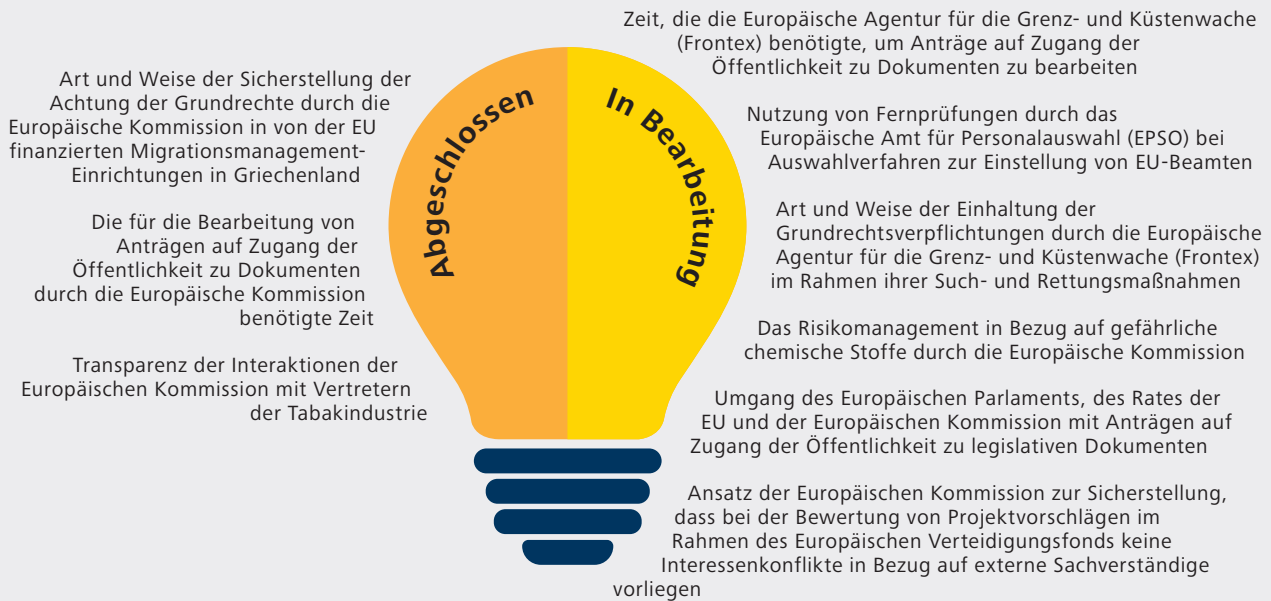 Abgeschlossen
Art und Weise der Sicherstellung der
Achtung der Grundrechte durch die
Europäische Kommission in von der EU
finanzierten Migrationsmanagement-
Einrichtungen in Griechenland
Die für die Bearbeitung von
Anträgen auf Zugang der
Öffentlichkeit zu Dokumenten
durch die Europäische Kommission
benötigte Zeit
Transparenz der Interaktionen der
Europäischen Kommission mit Vertretern
der Tabakindustrie
In Bearbeitung
Zeit, die die Europäische Agentur für die Grenz- und Küstenwache
(Frontex) benötigte, um Anträge auf Zugang der
Öffentlichkeit zu Dokumenten zu bearbeiten
Nutzung von Fernprüfungen durch das
Europäische Amt für Personalauswahl (EPSO) bei
Auswahlverfahren zur Einstellung von EU-Beamten
Art und Weise der Einhaltung der
Grundrechtsverpflichtungen durch die Europäische
Agentur für die Grenz- und Küstenwache (Frontex)
im Rahmen ihrer Such- und Rettungsmaßnahmen
Das Risikomanagement in Bezug auf gefährliche
chemische Stoffe durch die Europäische Kommission
Umgang des Europäischen Parlaments, des Rates der
EU und der Europäischen Kommission mit Anträgen auf
Zugang der Öffentlichkeit zu legislativen Dokumenten
Ansatz der Europäischen Kommission zur Sicherstellung,
dass bei der Bewertung von Projektvorschlägen im
Rahmen des Europäischen Verteidigungsfonds keine
Interessenkonflikte in Bezug auf externe Sachverständige
vorliegen